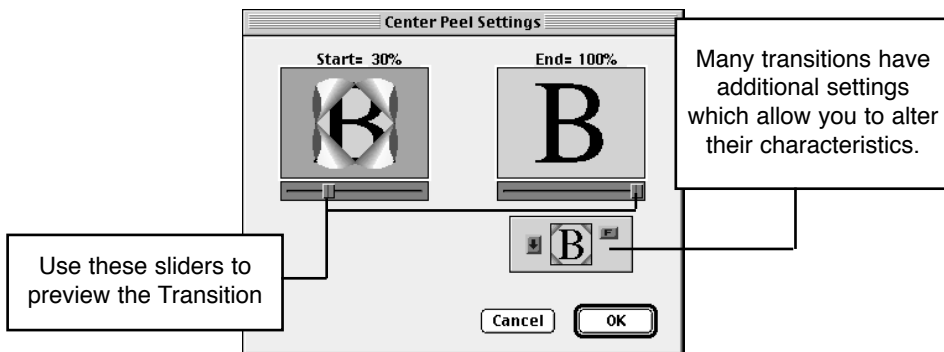 Center Peel Settings
Start= 30%
End= 100%
B
B
B
F
Many transitions have
additional settings
which allow you to alter
their characteristics.
Use these sliders to
preview the Transition
Cancel
OK